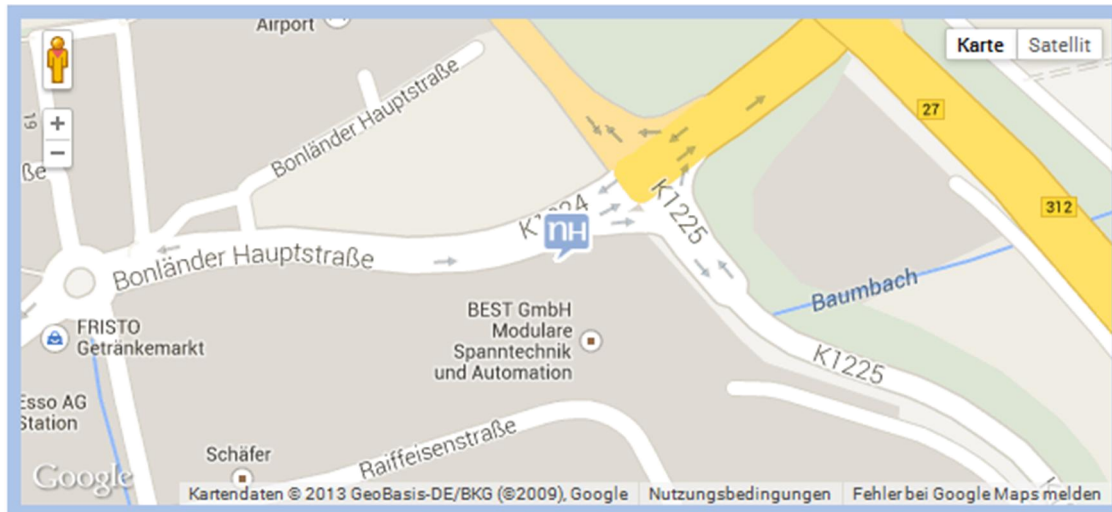 Airport
Karte
Satellit
Bonländer Hauptstraße
27
19
ße
K1225
nH
312
Bonländer Hauptstraße
Baumbach
BEST GmbH
Modulare
Spanntechnik
und Automation
FRISTO
Getränkemarkt
K1225
Esso AG
Station
Raiffeisenstraße
Schäfer
Google
Kartendaten © 2013 GeoBasis-DE/BKG (©2009), Google
Nutzungsbedingungen
Fehler bei Google Maps melden